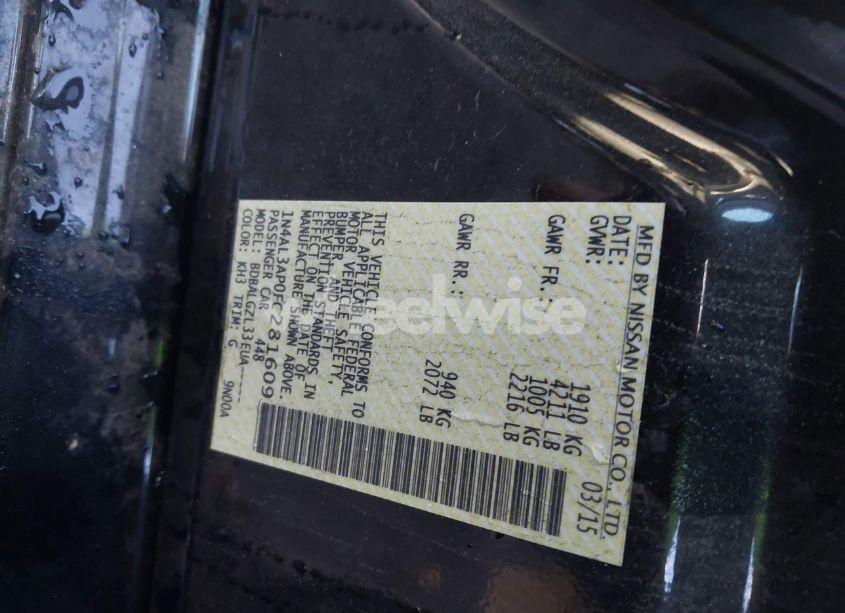 MFD BY NISSAN MOTOR CO., LTD.
DATE: 03/15
GVWR: 1910 KG
4211 LB
GAWR FR.: 1005 KG
2216 LB
GAWR RR.: 940 KG
2072 LB
THIS VEHICLE CONFORMS TO
ALL APPLICABLE FEDERAL
MOTOR VEHICLE SAFETY,
BUMPER, AND THEFT
PREVENTION STANDARDS IN
EFFECT ON THE DATE OF
MANUFACTURE SHOWN ABOVE.
1N4AL3AP0FC281609
PASSENGER CAR 448
MODEL: BDBALGZL33EUA-----
COLOR: KH3 TRIM: G 9N00A